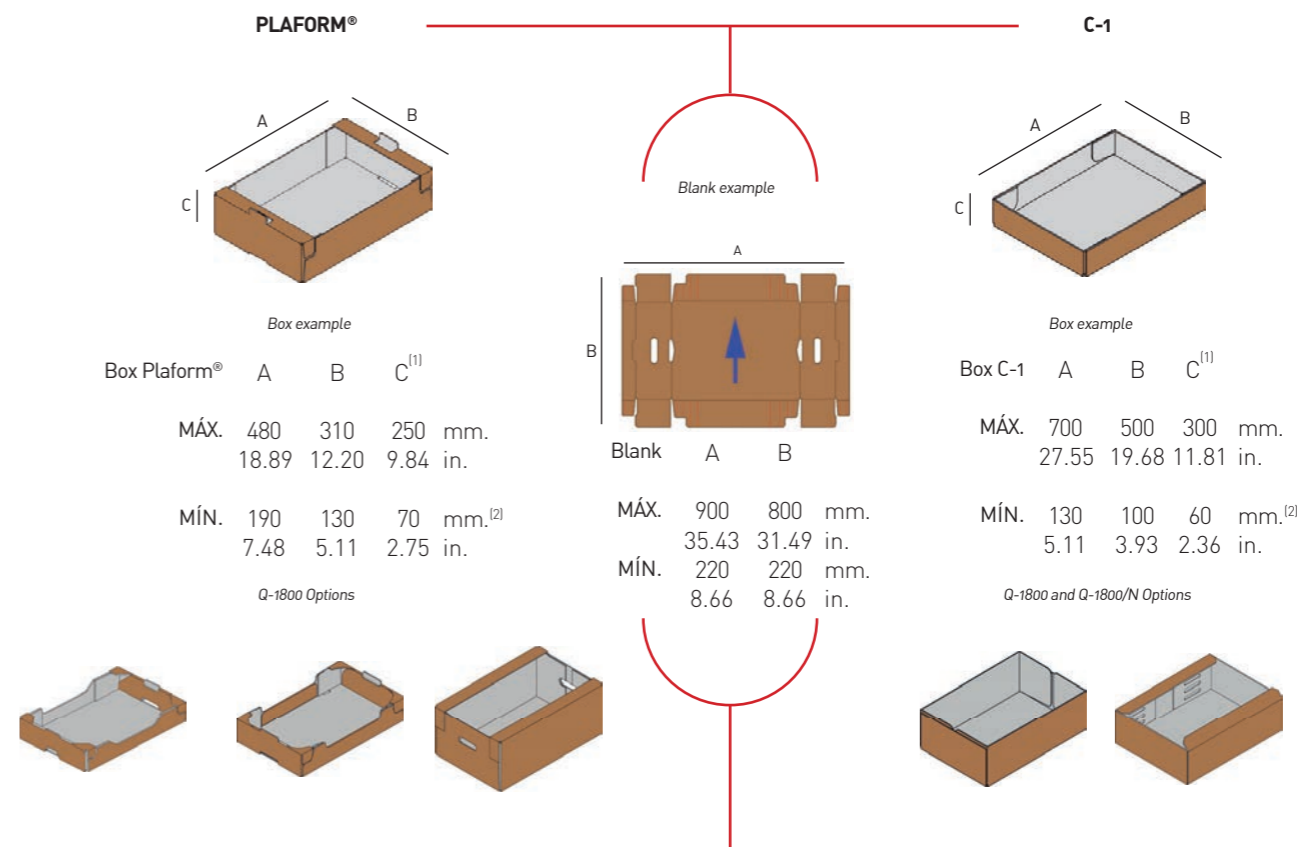 PLAFORM®
A
B
C
Box example
Box Plaform® A B C(1)
MÁX. 480 310 250 mm.
18.89 12.20 9.84 in.
MÍN. 190 130 70 mm.(2)
7.48 5.11 2.75 in.
Q-1800 Options
Blank example
A
B
Blank A B
MÁX. 900 800 mm.
35.43 31.49 in.
MÍN. 220 220 mm.
8.66 8.66 in.
C-1
A
B
C
Box example
Box C-1 A B C(1)
MÁX. 700 500 300 mm.
27.55 19.68 11.81 in.
MÍN. 130 100 60 mm.(2)
5.11 3.93 2.36 in.
Q-1800 and Q-1800/N Options